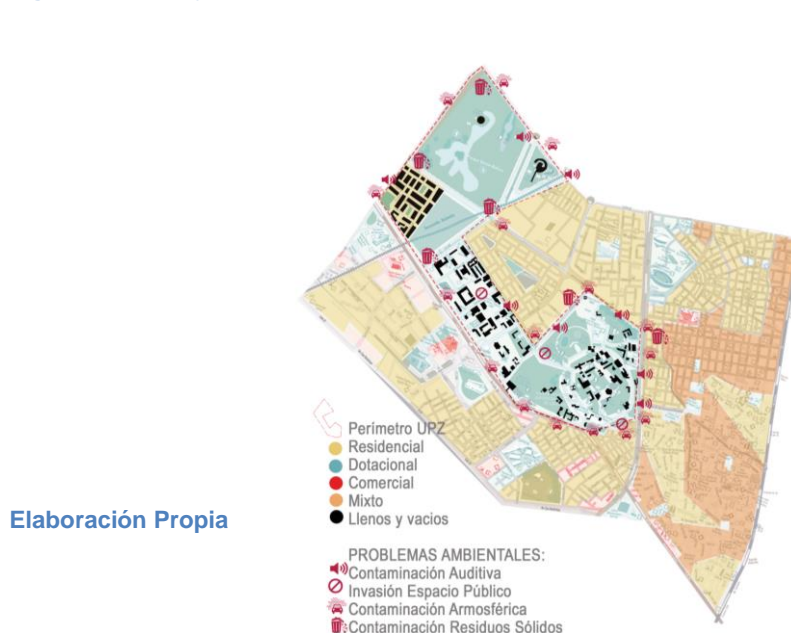 Perímetro UPZ
Residencial
Dotacional
Comercial
Mixto
Llenos y vacios
Elaboración Propia
PROBLEMAS AMBIENTALES:
Contaminación Auditiva
Invasión Espacio Público
Contaminación Armosférica
Contaminación Residuos Sólidos